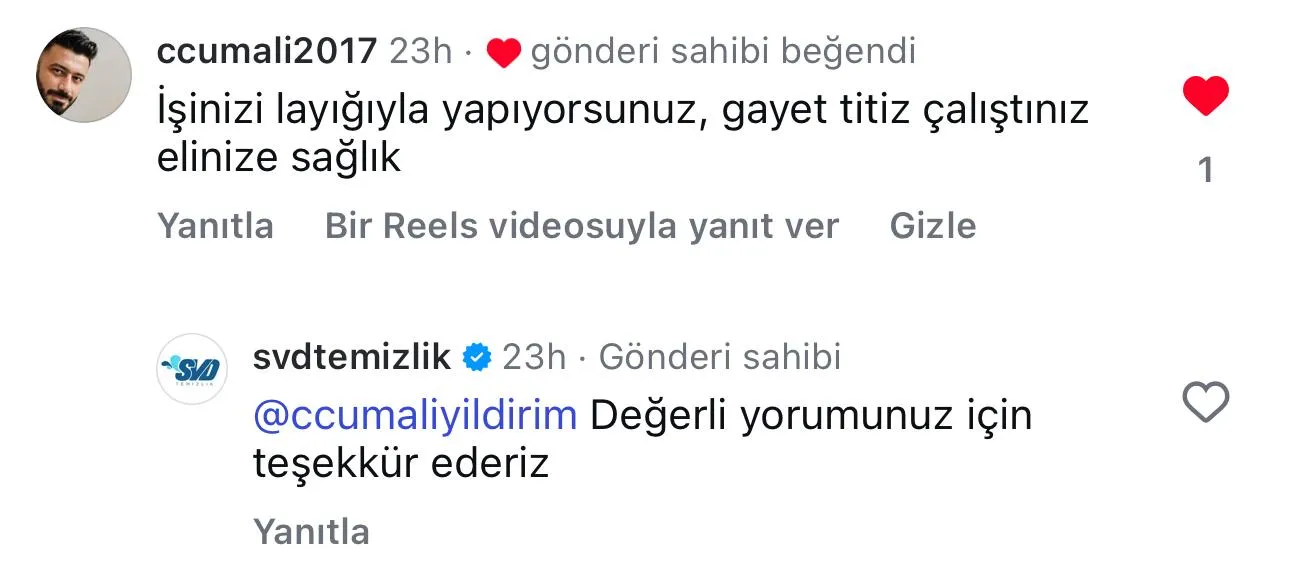 ccumali2017 23h · ❤️ gönderi sahibi beğendi
İşinizi layığıyla yapıyorsunuz, gayet titiz çalıştınız
elinize sağlık
1
Yanıtla Bir Reels videosuyla yanıt ver Gizle
SVD
TEMİZLİK
svdtemizlik 23h · Gönderi sahibi
@ccumaliyildirim Değerli yorumunuz için
teşekkür ederiz
Yanıtla